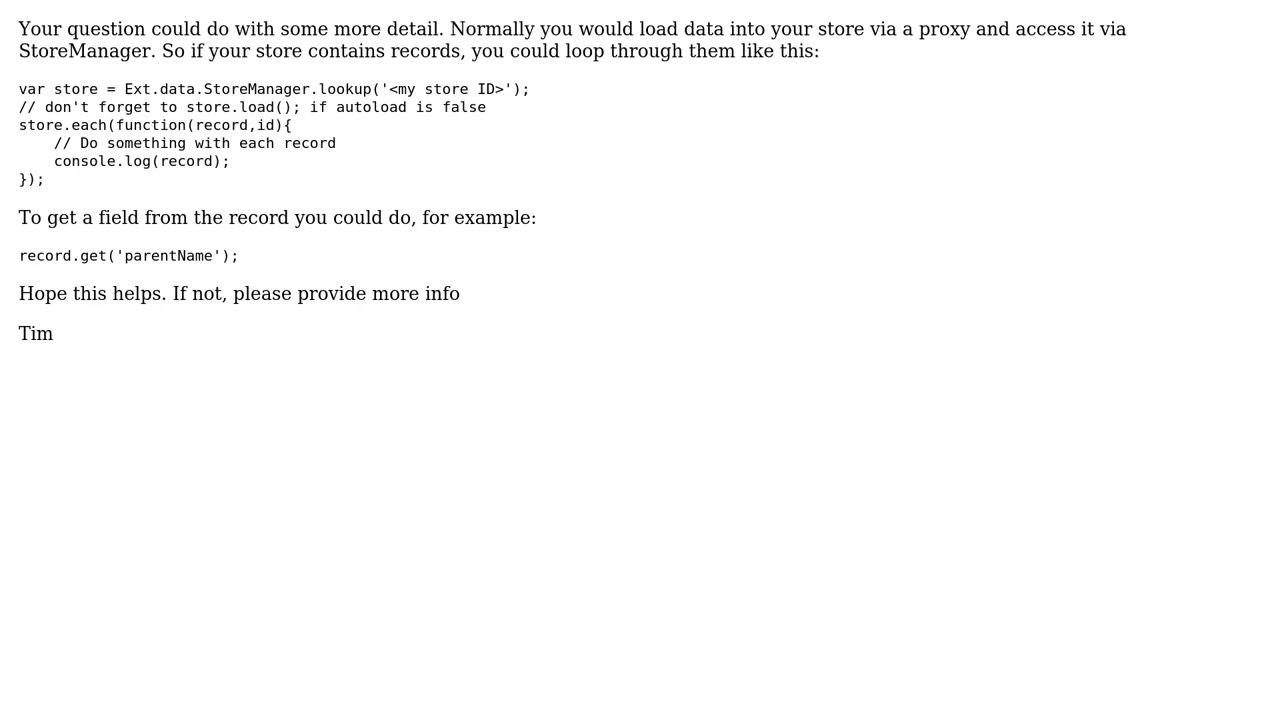 Your question could do with some more detail. Normally you would load data into your store via a proxy and access it via
StoreManager. So if your store contains records, you could loop through them like this:
var store = Ext.data.StoreManager.lookup('<my store ID>');
// don't forget to store.load(); if autoload is false
store.each(function(record,id){
    // Do something with each record
    console.log(record);
});
To get a field from the record you could do, for example:
record.get('parentName');
Hope this helps. If not, please provide more info
Tim